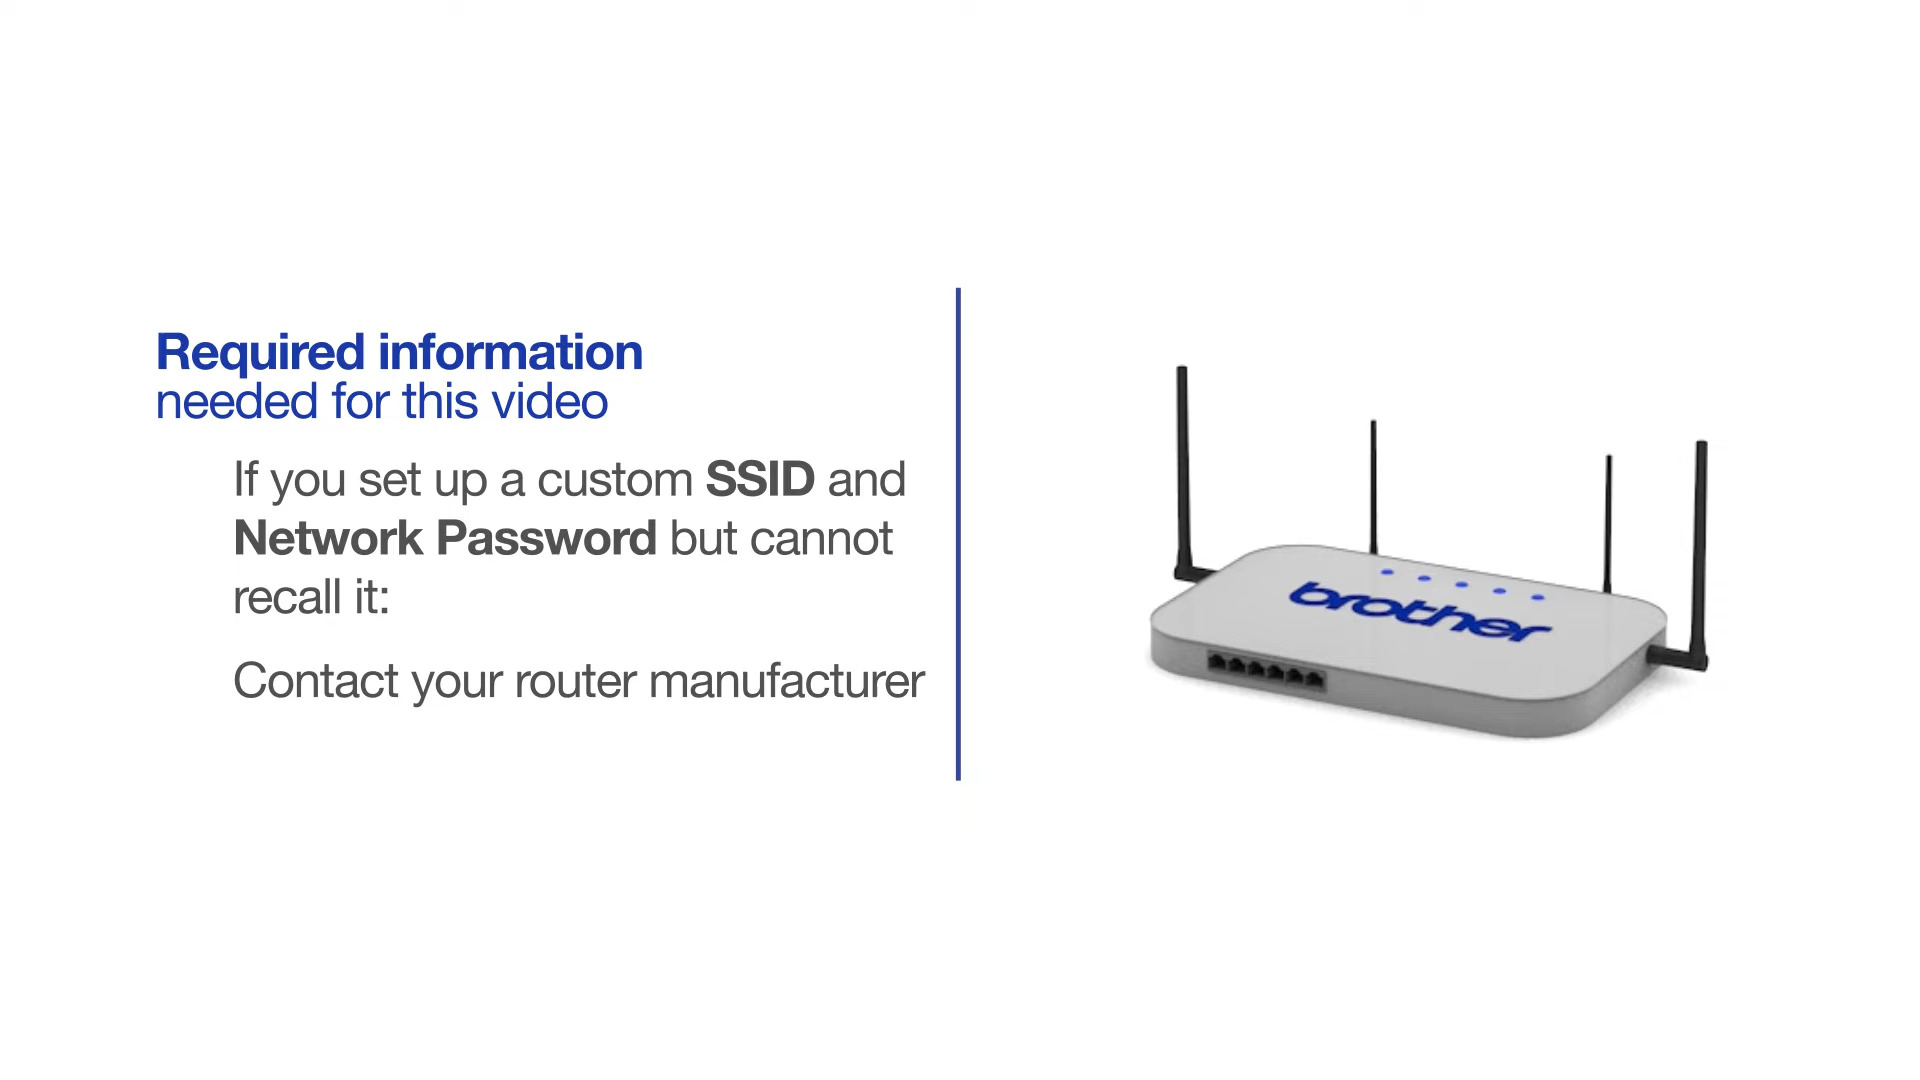 Required information
needed for this video
If you set up a custom SSID and
Network Password but cannot
recall it:
Contact your router manufacturer
brother